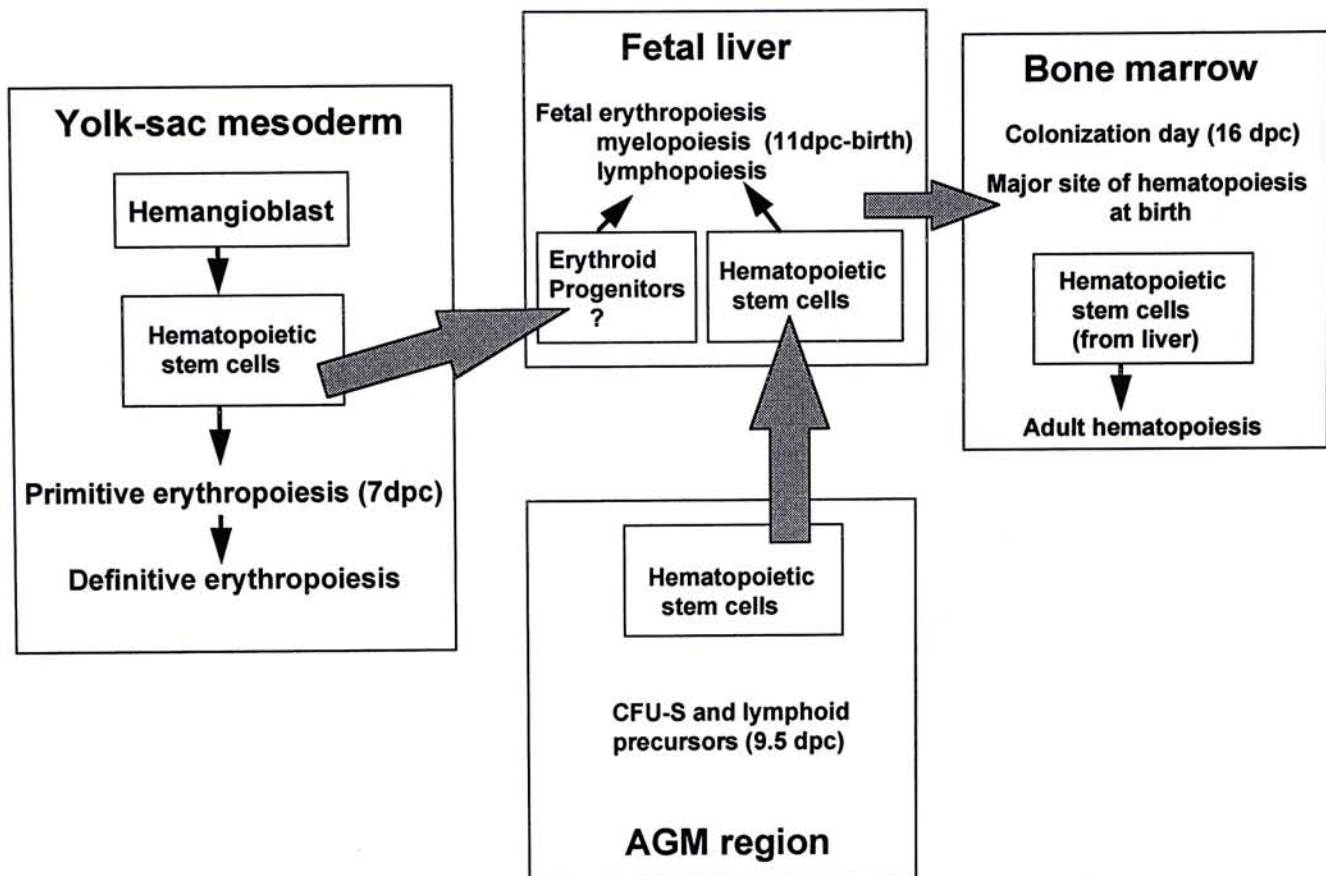 Yolk-sac mesoderm
Hemangioblast
Hematopoietic
stem cells
Primitive erythropoiesis (7dpc)
Definitive erythropoiesis
Fetal liver
Fetal erythropoiesis
myelopoiesis (11dpc-birth)
lymphopoiesis
Erythroid
Progenitors
?
Hematopoietic
stem cells
Hematopoietic
stem cells
CFU-S and lymphoid
precursors (9.5 dpc)
AGM region
Bone marrow
Colonization day (16 dpc)
Major site of hematopoiesis
at birth
Hematopoietic
stem cells
(from liver)
Adult hematopoiesis